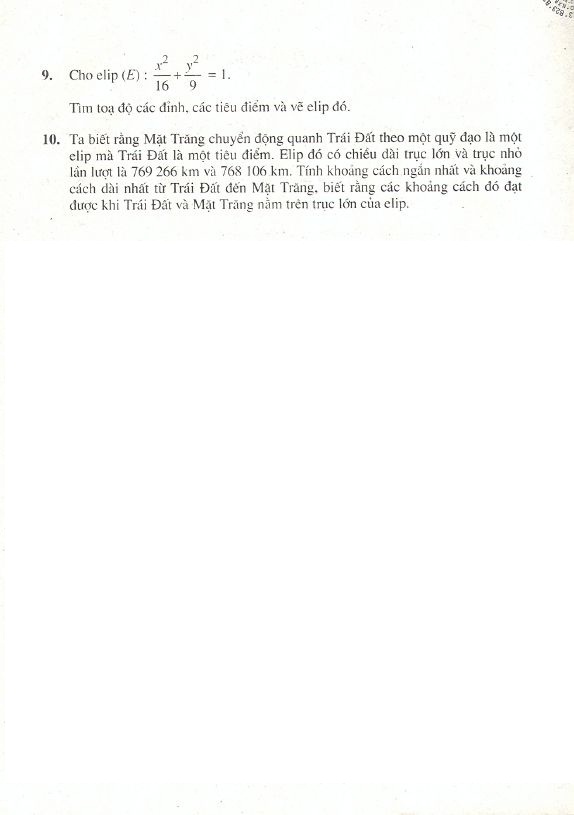 9. Cho elip (E) : x²/16 + y²/9 = 1.
Tìm toạ độ các đỉnh, các tiêu điểm và vẽ elip đó.
10. Ta biết rằng Mặt Trăng chuyển động quanh Trái Đất theo một quỹ đạo là một
elip mà Trái Đất là một tiêu điểm. Elip đó có chiều dài trục lớn và trục nhỏ
lần lượt là 769 266 km và 768 106 km. Tính khoảng cách ngắn nhất và khoảng
cách dài nhất từ Trái Đất đến Mặt Trăng, biết rằng các khoảng cách đó đạt
được khi Trái Đất và Mặt Trăng nằm trên trục lớn của elip.